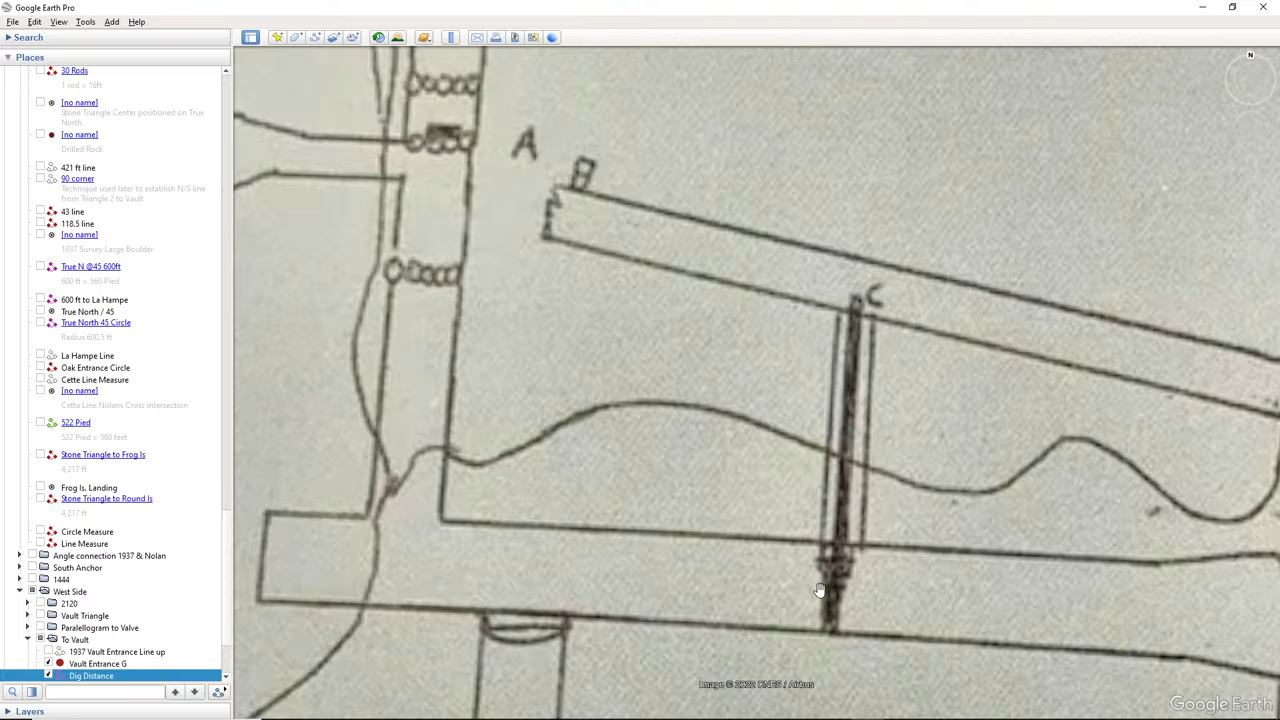 Google Earth Pro
File Edit View Tools Add Help
Search
Places
30 Rods
1 rod = 16ft
[no name]
Stone Triangle Center positioned on True
North
[no name]
Drilled Rock
421 ft line
90 corner
Technique used later to establish N/S line
from Triangle 2 to Vault
43 line
118.5 line
[no name]
1937 Survey Large Boulder
True N @45 600ft
600 ft = 560 Pied
600 ft to La Hampe
True North / 45
True North 45 Circle
Radius 600.5 ft
La Hampe Line
Oak Entrance Circle
Cette Line Measure
[no name]
Cetta Line Nolans Cross intersection
522 Pied
522 Pied = 560 feet
Stone Triangle to Frog Is
4,217 ft
Frog Is. Landing
Stone Triangle to Round Is
4,217 ft
Circle Measure
Line Measure
Angle connection 1937 & Nolan
South Anchor
1444
West Side
2120
Vault Triangle
Paralellogram to Valve
To Vault
1937 Vault Entrance Line up
Vault Entrance G
Dig Distance
Layers
N
A
B
C
Image © 2022 CNES / Airbus
Google Earth